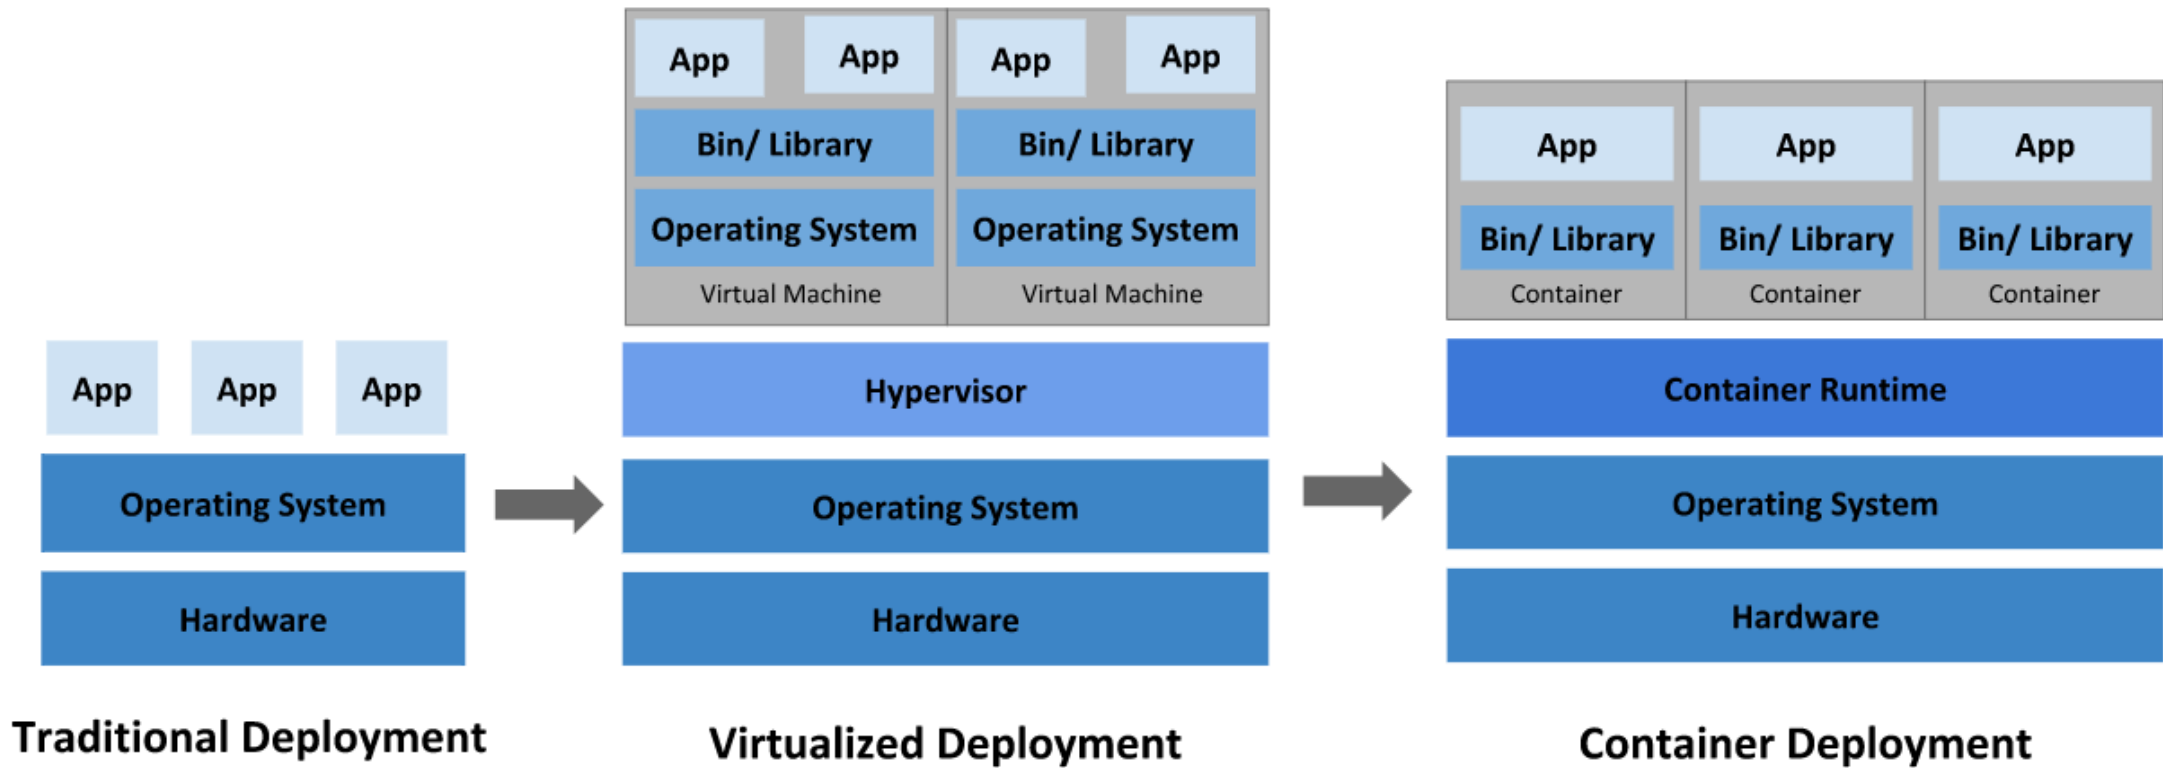 App
App
App
Operating System
Hardware
Traditional Deployment
App
App
App
App
Bin/ Library
Bin/ Library
Operating System
Operating System
Virtual Machine
Virtual Machine
Hypervisor
Operating System
Hardware
Virtualized Deployment
App
App
App
Bin/ Library
Bin/ Library
Bin/ Library
Container
Container
Container
Container Runtime
Operating System
Hardware
Container Deployment